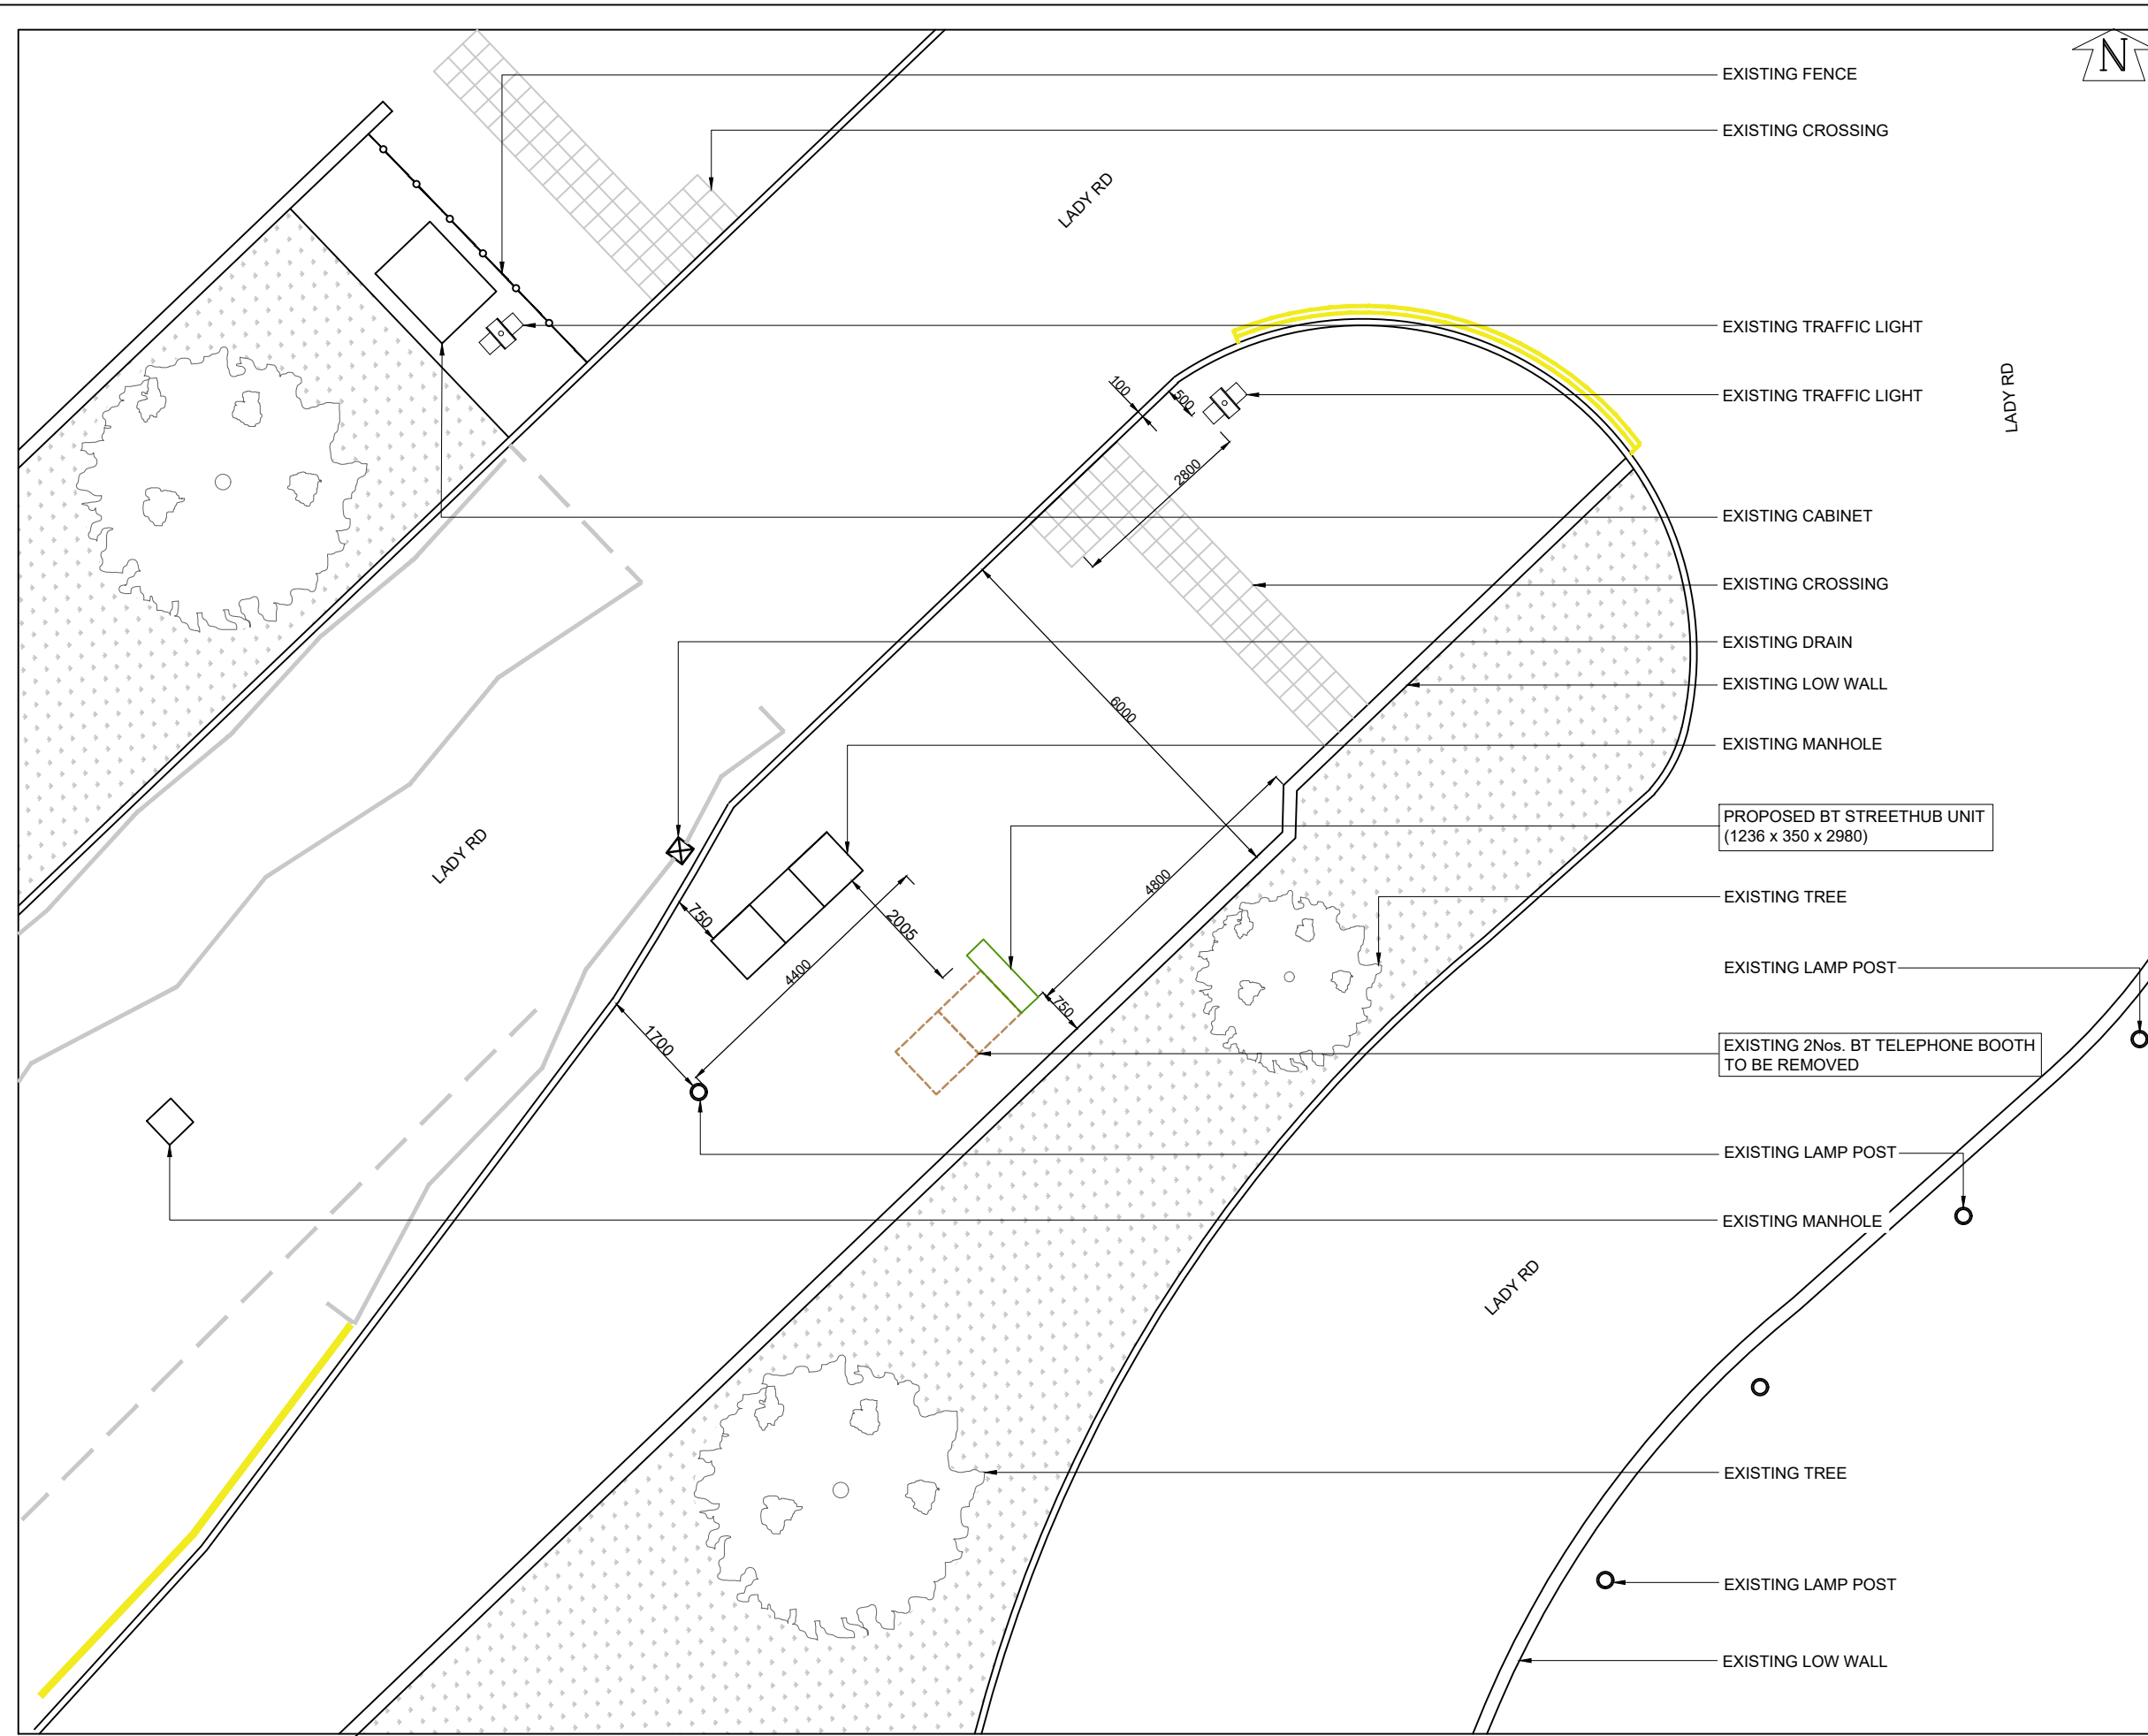 N
EXISTING FENCE
EXISTING CROSSING
LADY RD
EXISTING TRAFFIC LIGHT
LADY RD
100
500
EXISTING TRAFFIC LIGHT
2800
EXISTING CABINET
EXISTING CROSSING
EXISTING DRAIN
EXISTING LOW WALL
6000
EXISTING MANHOLE
PROPOSED BT STREETHUB UNIT
(1236 x 350 x 2980)
LADY RD
4800
EXISTING TREE
750
2005
4400
EXISTING LAMP POST
750
1700
EXISTING 2Nos. BT TELEPHONE BOOTH
TO BE REMOVED
EXISTING LAMP POST
EXISTING MANHOLE
LADY RD
EXISTING TREE
EXISTING LAMP POST
EXISTING LOW WALL